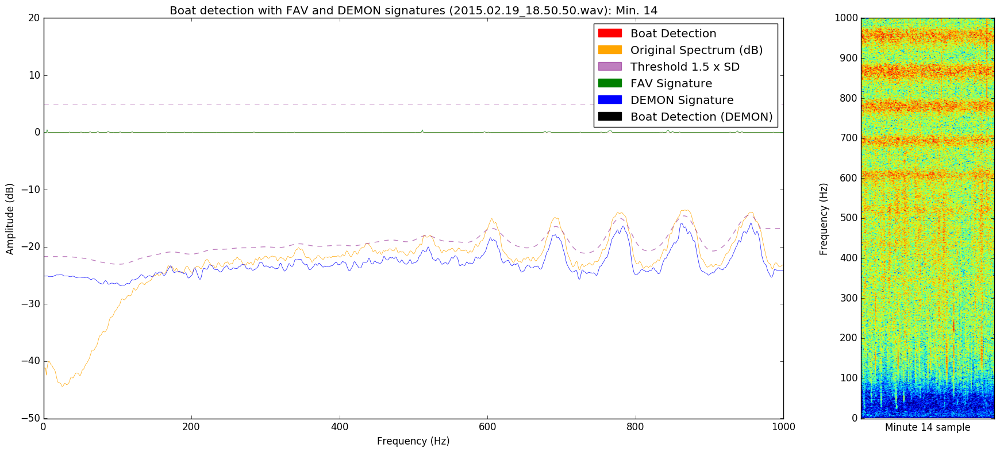 Boat detection with FAV and DEMON signatures (2015.02.19_18.50.50.wav): Min. 14
Boat Detection
Original Spectrum (dB)
Threshold 1.5 x SD
FAV Signature
DEMON Signature
Boat Detection (DEMON)
Amplitude (dB)
20
10
0
−10
−20
−30
−40
−50
0
200
400
600
800
1000
Frequency (Hz)
Frequency (Hz)
1000
900
800
700
600
500
400
300
200
100
0
Minute 14 sample